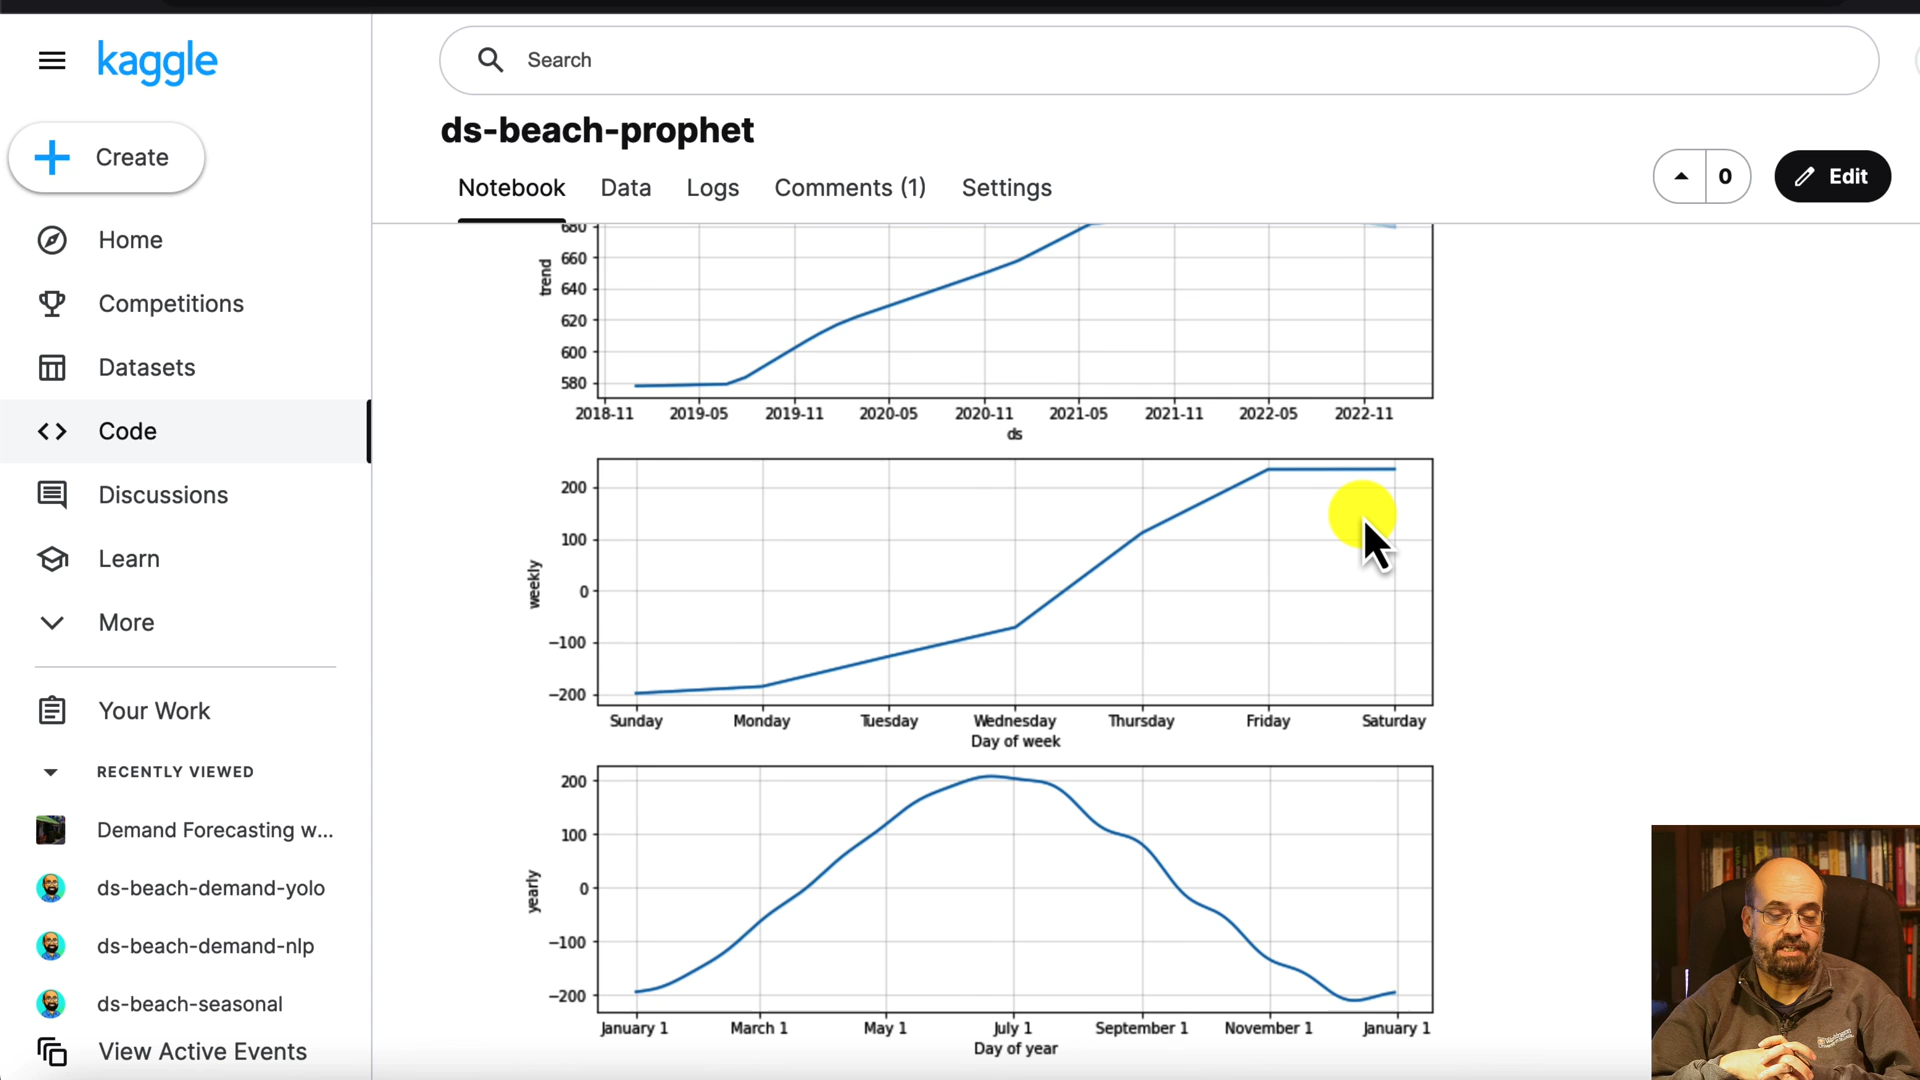 kaggle
Search
ds-beach-prophet
Create
Notebook Data Logs Comments (1) Settings
0
Edit
Home
Competitions
Datasets
Code
Discussions
Learn
More
Your Work
RECENTLY VIEWED
Demand Forecasting w...
ds-beach-demand-yolo
ds-beach-demand-nlp
ds-beach-seasonal
View Active Events
680
660
640
620
600
580
trend
2018-11 2019-05 2019-11 2020-05 2020-11 2021-05 2021-11 2022-05 2022-11
ds
200
100
0
−100
−200
weekly
Sunday Monday Tuesday Wednesday Thursday Friday Saturday
Day of week
200
100
0
−100
−200
yearly
January 1 March 1 May 1 July 1 September 1 November 1 January 1
Day of year